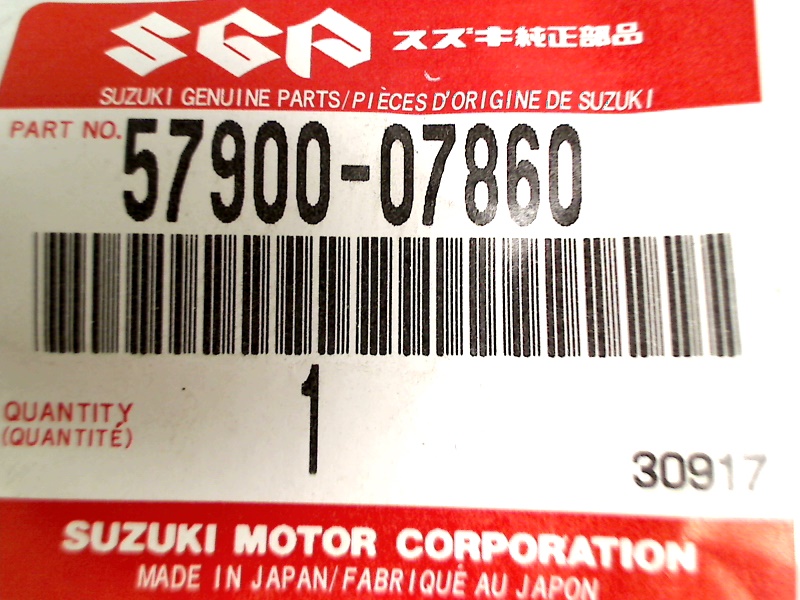 SGP スズキ純正部品
SUZUKI GENUINE PARTS/PIÈCES D'ORIGINE DE SUZUKI
PART NO. 57900-07860
1
QUANTITY
(QUANTITÉ)
30917
SUZUKI MOTOR CORPORATION
MADE IN JAPAN/FABRIQUÉ AU JAPON